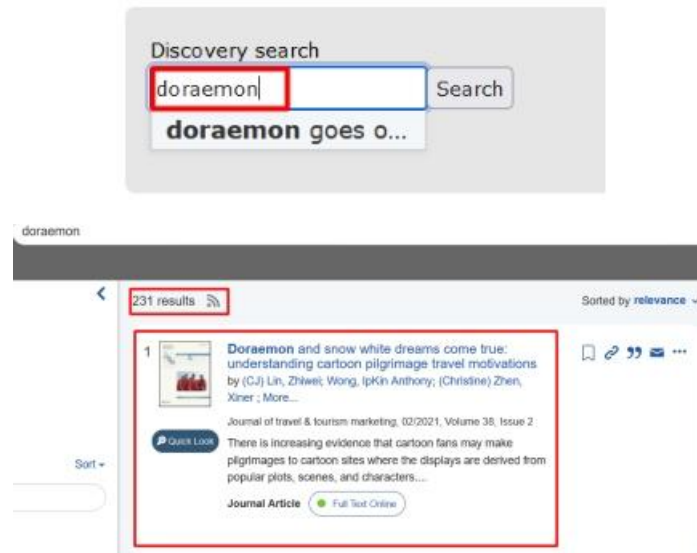 Discovery search
doraemon Search
doraemon goes o...
doraemon
231 results Sorted by relevance
1 Doraemon and snow white dreams come true:
understanding cartoon pilgrimage travel motivations
by (CJ) Lin, Zhiwei; Wong, IpKin Anthony; (Christine) Zhen,
Xiner ; More...
Journal of travel & tourism marketing, 02/2021, Volume 38, Issue 2
Quick Look
There is increasing evidence that cartoon fans may make
pilgrimages to cartoon sites where the displays are derived from
Sort
popular plots, scenes, and characters....
Journal Article Full Text Online